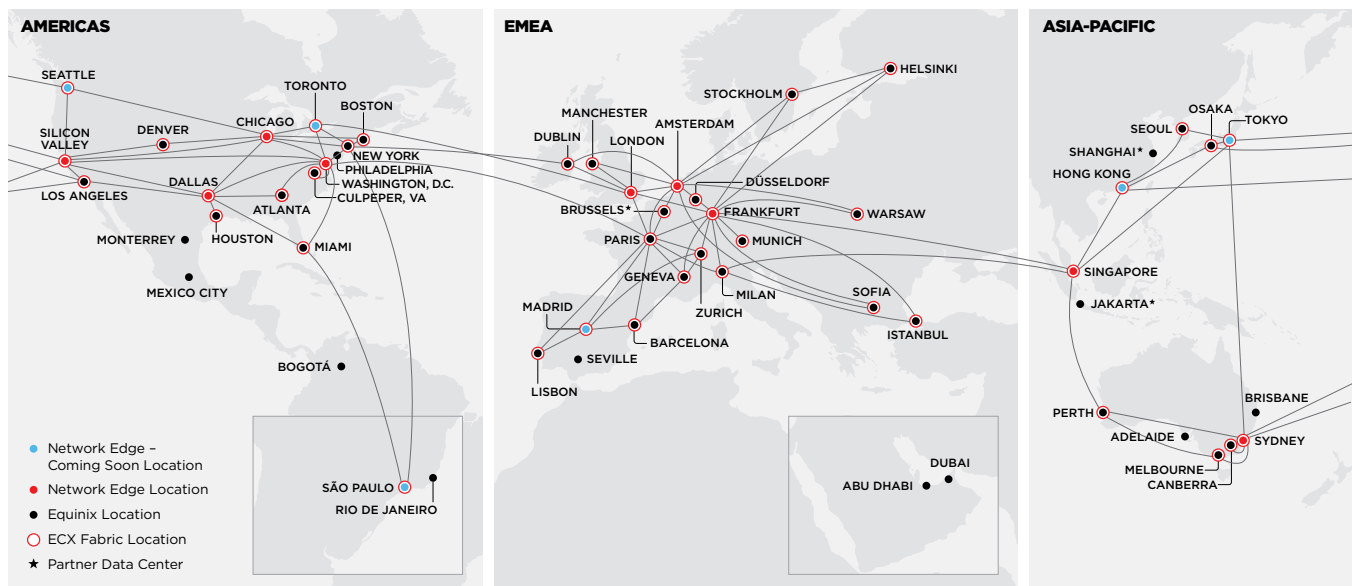 AMERICAS
SEATTLE
TORONTO
BOSTON
CHICAGO
DENVER
SILICON
VALLEY
NEW YORK
PHILADELPHIA
WASHINGTON, D.C.
CULPEPER, VA
DALLAS
LOS ANGELES
ATLANTA
HOUSTON
MIAMI
MONTERREY
MEXICO CITY
BOGOTÁ
SÃO PAULO
RIO DE JANEIRO
Network Edge –
Coming Soon Location
Network Edge Location
Equinix Location
ECX Fabric Location
★ Partner Data Center
EMEA
HELSINKI
STOCKHOLM
MANCHESTER
AMSTERDAM
DUBLIN
LONDON
DÜSSELDORF
BRUSSELS★
FRANKFURT
WARSAW
PARIS
MUNICH
GENEVA
MILAN
SOFIA
ZURICH
MADRID
ISTANBUL
BARCELONA
SEVILLE
LISBON
DUBAI
ABU DHABI
ASIA-PACIFIC
OSAKA
TOKYO
SEOUL
SHANGHAI★
HONG KONG
SINGAPORE
JAKARTA★
BRISBANE
PERTH
ADELAIDE
SYDNEY
MELBOURNE
CANBERRA